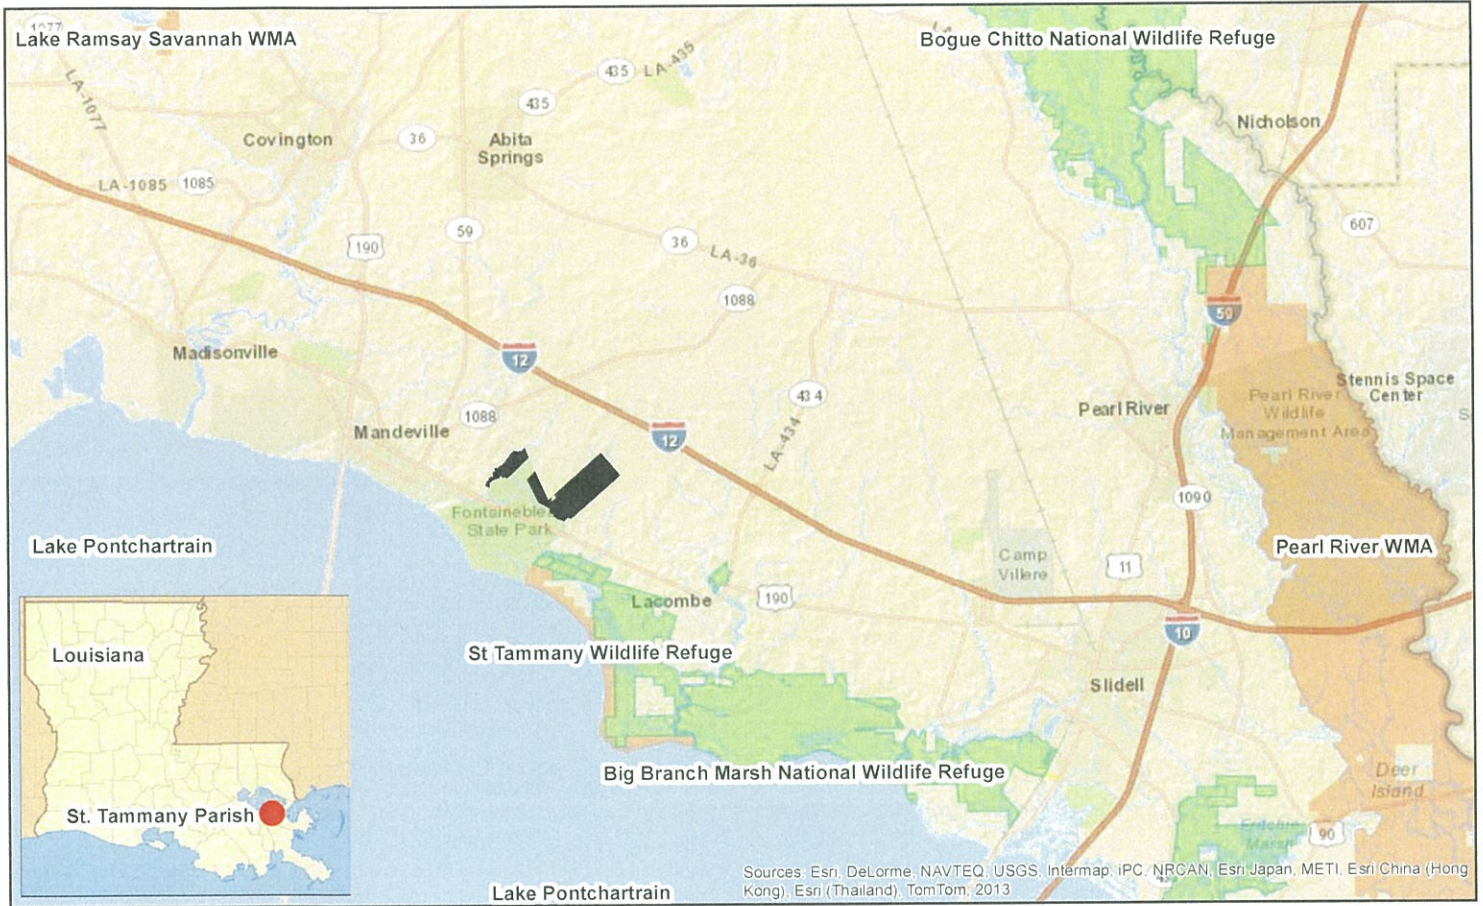 1077
Lake Ramsay Savannah WMA
Bogue Chitto National Wildlife Refuge
LA-1077
435
LA-435
435
Covington
36
Abita
Springs
Nicholson
LA-1085
1085
59
190
36
LA-36
607
1088
50
Madisonville
12
Stennis Space
Center
Pearl River
Wildlife
Management Area
434
Pearl River
1088
Mandeville
12
LA-434
1090
Fontaineble
State Park
Lake Pontchartrain
Pearl River WMA
Camp
Villere
11
Lacombe
190
10
St Tammany Wildlife Refuge
Louisiana
Slidell
Big Branch Marsh National Wildlife Refuge
Deer
Island
St. Tammany Parish
Fritchie
Marsh
90
Sources: Esri, DeLorme, NAVTEQ, USGS, Intermap, iPC, NRCAN, Esri Japan, METI, Esri China (Hong
Kong), Esri (Thailand), TomTom, 2013
Lake Pontchartrain